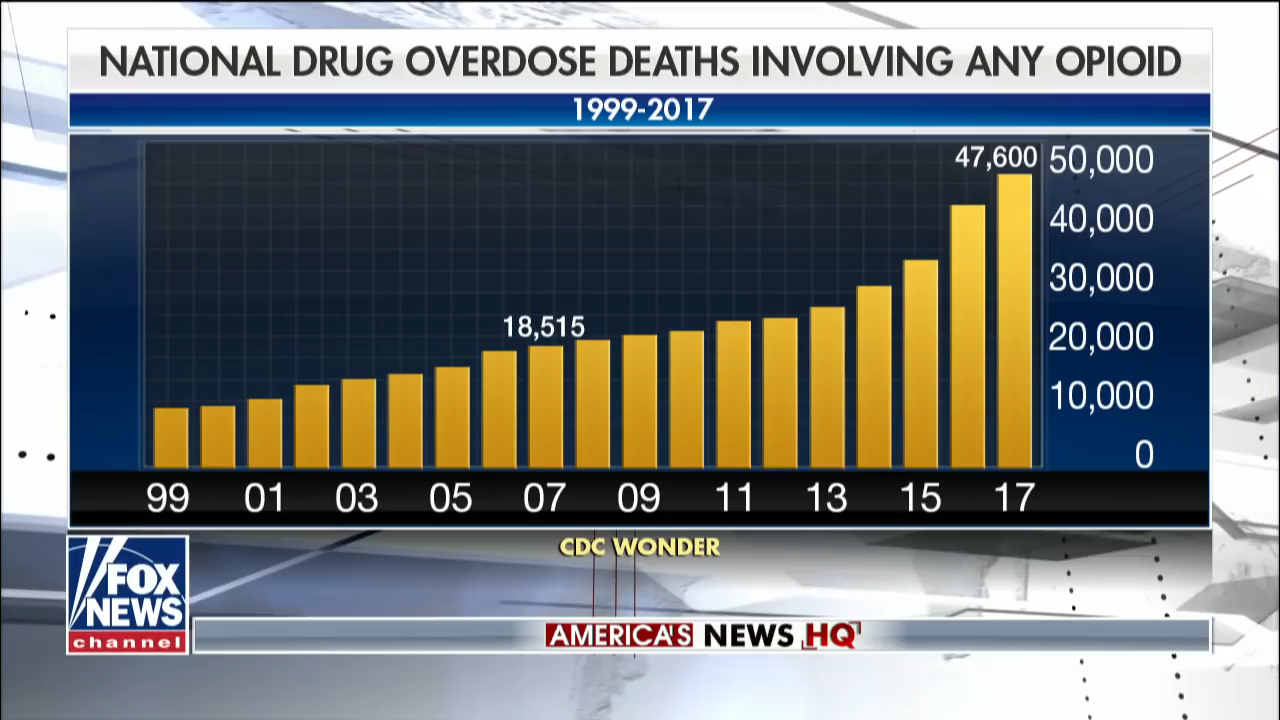 NATIONAL DRUG OVERDOSE DEATHS INVOLVING ANY OPIOID
1999-2017
47,600
50,000
40,000
18,515
30,000
20,000
10,000
0
99 01 03 05 07 09 11 13 15 17
CDC WONDER
FOX
NEWS
channel
AMERICA'S NEWS HQ